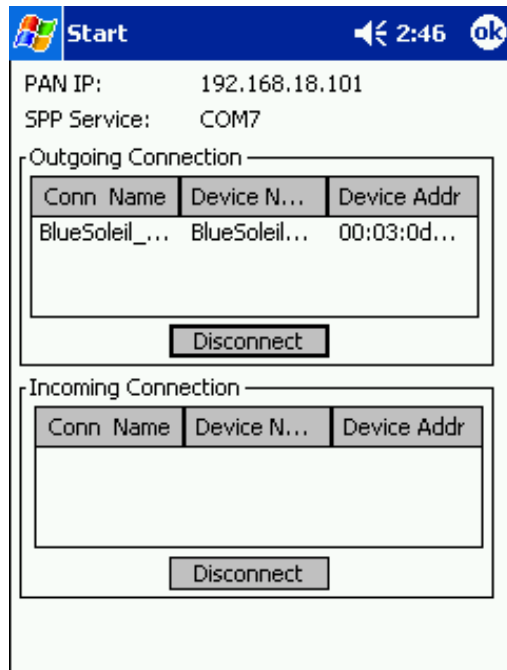 Start 2:46 ok
PAN IP: 192.168.18.101
SPP Service: COM7
Outgoing Connection
Conn Name Device N... Device Addr
BlueSoleil_... BlueSoleil... 00:03:0d...
Disconnect
Incoming Connection
Conn Name Device N... Device Addr
Disconnect